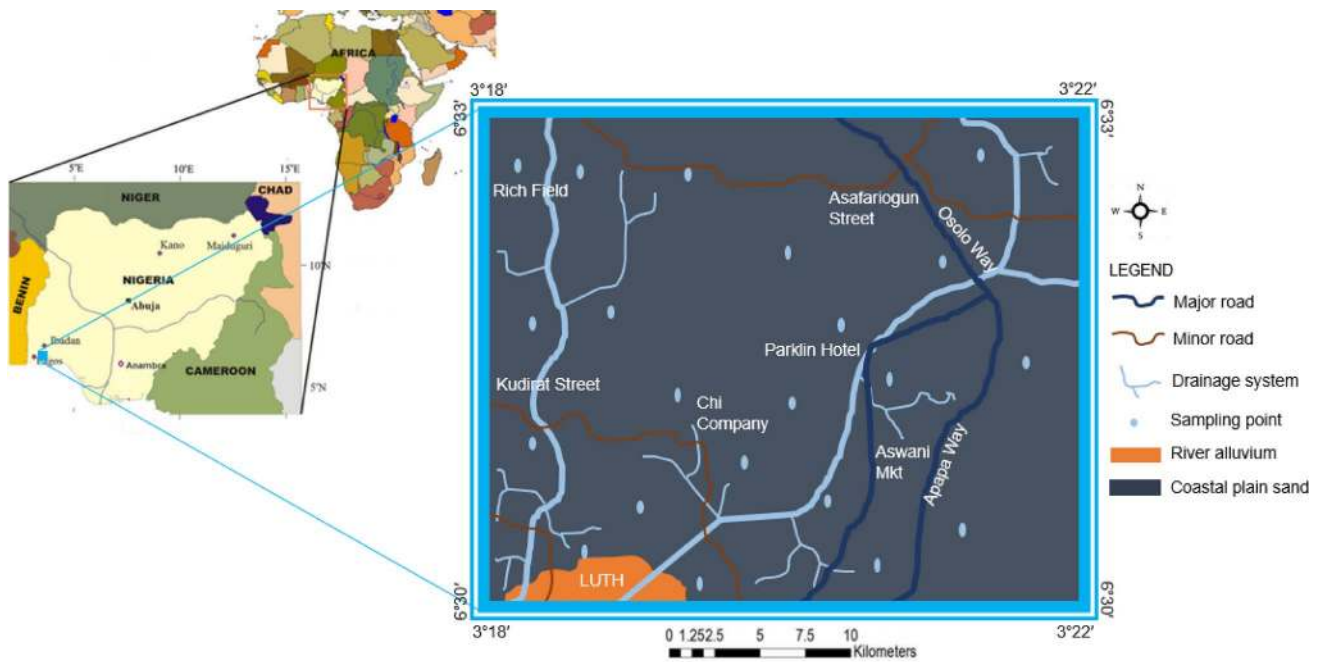 AFRICA
5°E
10°E
15°E
NIGER
CHAD
Kano
Maiduguri
NIGERIA
Abuja
BENIN
Ibadan
Lagos
Anambra
CAMEROON
10°N
5°N
3°18'
3°22'
6°33'
6°33'
Rich Field
Asafariogun
Street
Osolo Way
Parklin Hotel
Kudirat Street
Chi
Company
Aswani
Mkt
Apapa Way
LUTH
6°30'
6°30'
3°18'
3°22'
0 1.25 2.5 5 7.5 10
Kilometers
N
W E
S
LEGEND
Major road
Minor road
Drainage system
Sampling point
River alluvium
Coastal plain sand